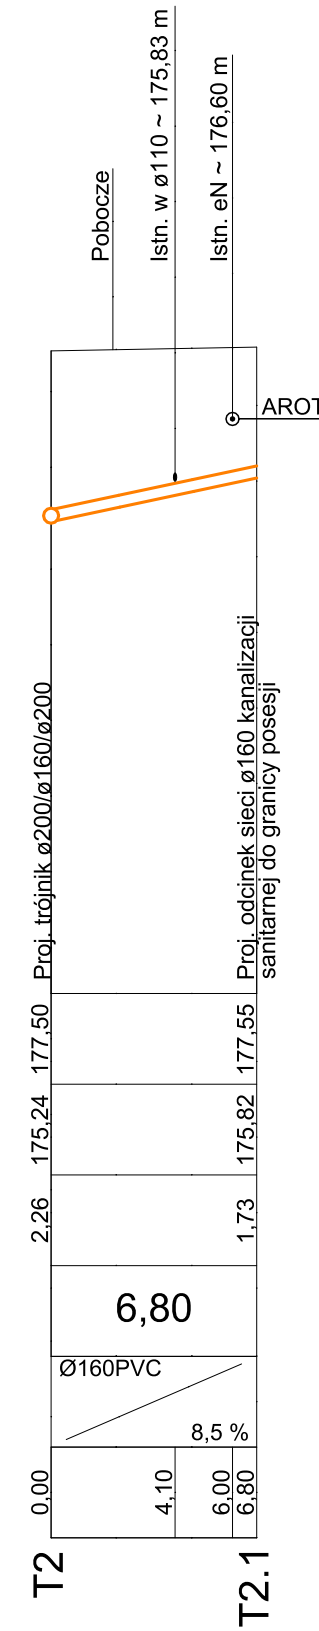 Pobocze
Istn. w ø110 ~ 175,83 m
Istn. eN ~ 176,60 m
AROT
Proj. trójnik ø200/ø160/ø200
Proj. odcinek sieci ø160 kanalizacji
sanitarnej do granicy posesji
177,50
177,55
175,24
175,82
2,26
1,73
6,80
Ø160PVC
8,5 %
0,00
4,10
6,00
6,80
T2
T2.1